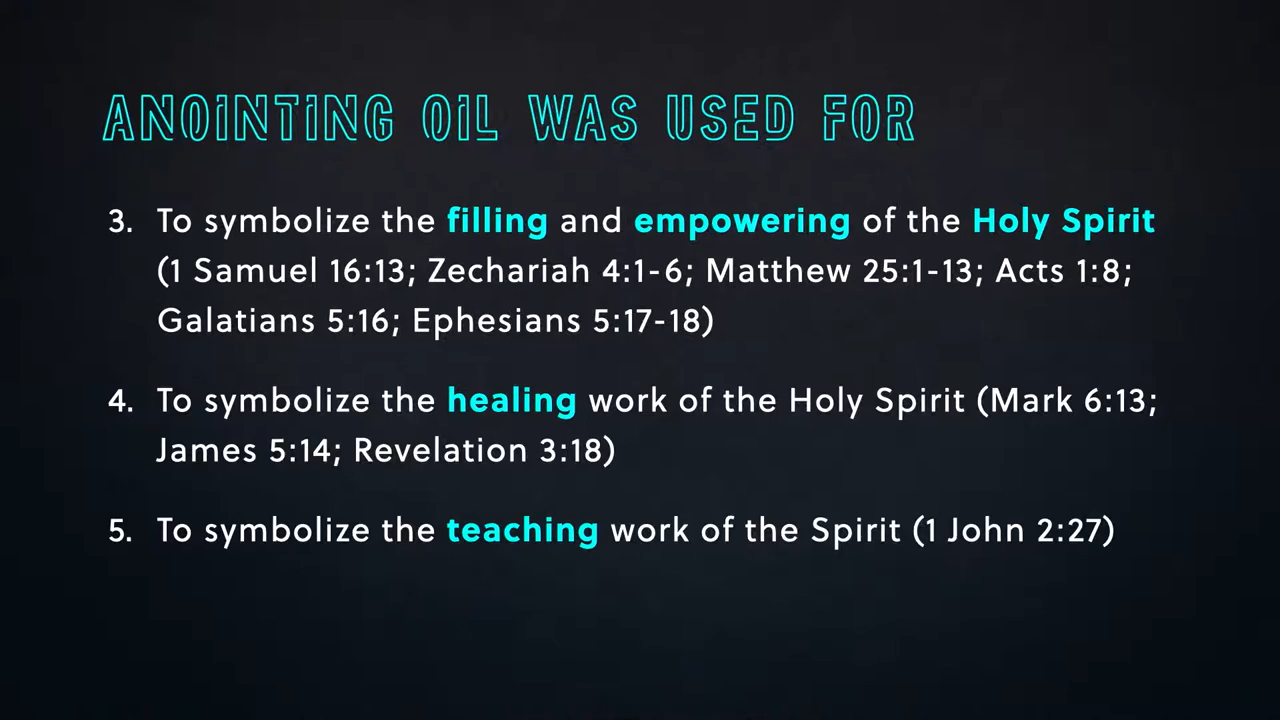 ANOINTING OIL WAS USED FOR
3. To symbolize the filling and empowering of the Holy Spirit
(1 Samuel 16:13; Zechariah 4:1-6; Matthew 25:1-13; Acts 1:8;
Galatians 5:16; Ephesians 5:17-18)
4. To symbolize the healing work of the Holy Spirit (Mark 6:13;
James 5:14; Revelation 3:18)
5. To symbolize the teaching work of the Spirit (1 John 2:27)